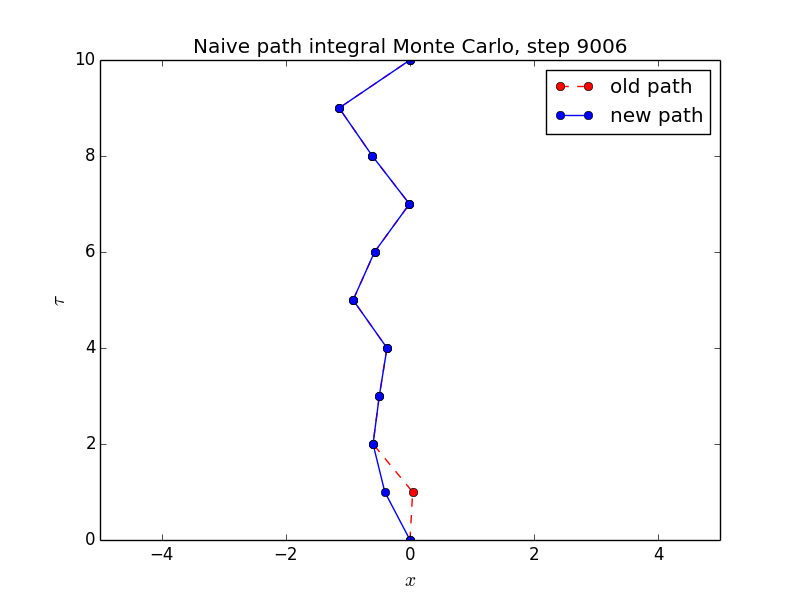 Naive path integral Monte Carlo, step 9006
old path
new path
10
8
6
4
2
0
τ
−4 −2 0 2 4
x